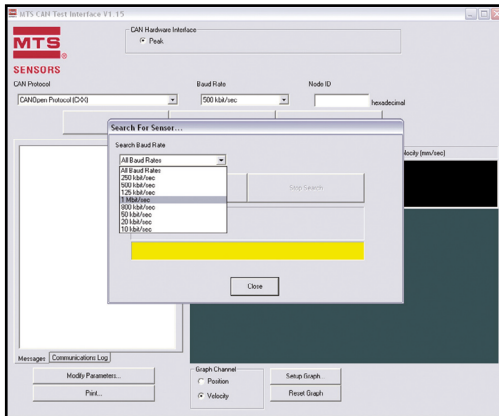 MTS CAN Test Interface V1.15
CAN Hardware Interface
Peak
MTS
SENSORS
CAN Protocol
Baud Rate
Node ID
CANOpen Protocol (CXX)
500 kbit/sec
hexadecimal
Search For Sensor...
Search Baud Rate
All Baud Rates
All Baud Rates
250 kbit/sec
500 kbit/sec
125 kbit/sec
1 Mbit/sec
800 kbit/sec
50 kbit/sec
20 kbit/sec
10 kbit/sec
Stop Search
locity (mm/sec)
Close
Messages
Communications Log
Modify Parameters...
Print...
Graph Channel
Position
Velocity
Setup Graph...
Reset Graph